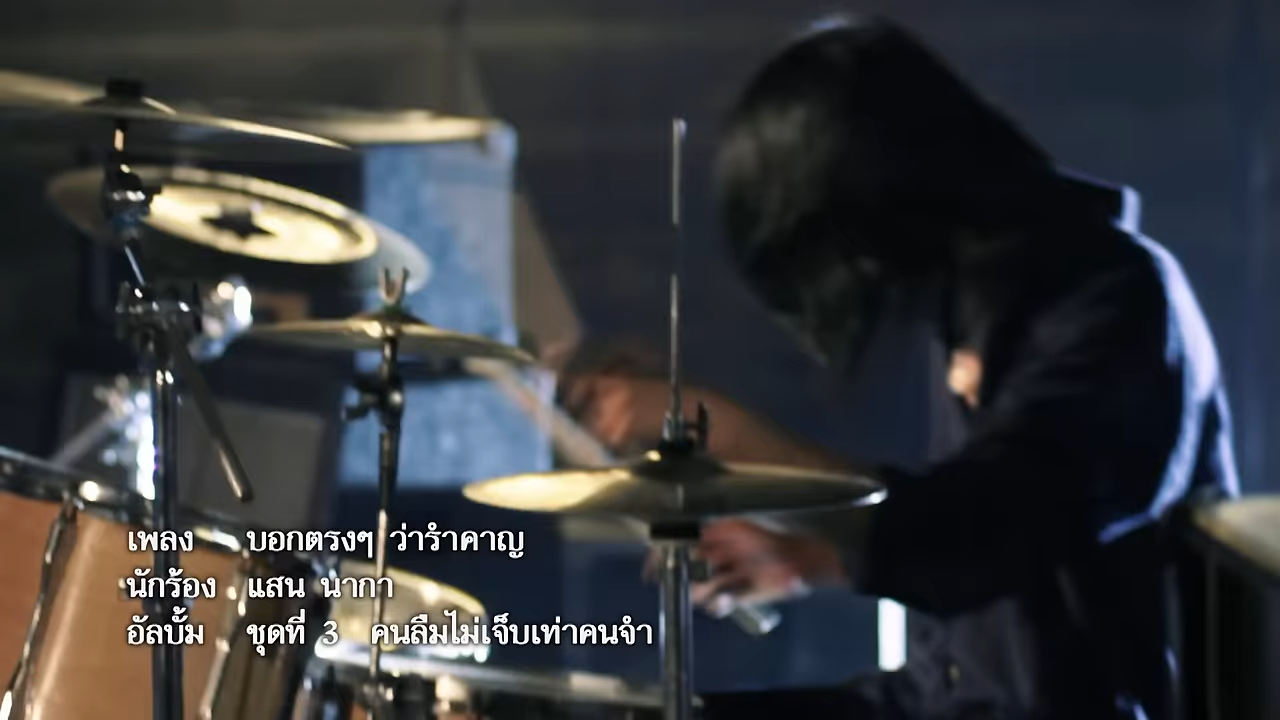 เพลง บอกตรงๆ ว่ารำคาญ
นักร้อง แสน นากา
อัลบั้ม ชุดที่ 3 คนลืมไม่เจ็บเท่าคนจำ